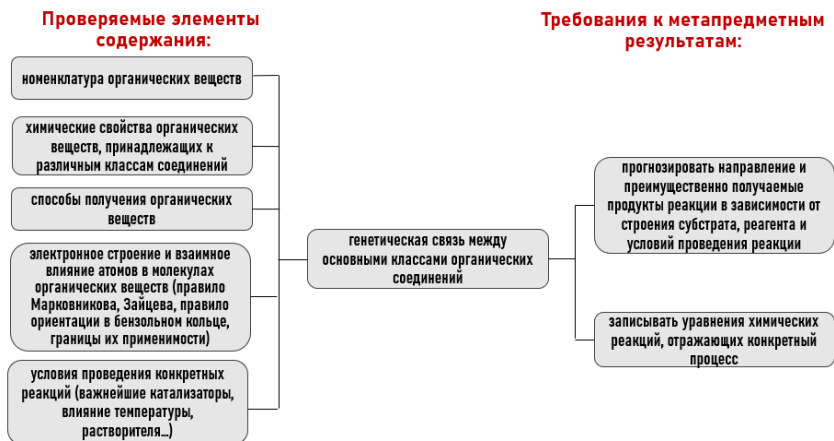 Проверяемые элементы
содержания:
номенклатура органических веществ
химические свойства органических
веществ, принадлежащих к
различным классам соединений
способы получения органических
веществ
электронное строение и взаимное
влияние атомов в молекулах
органических веществ (правило
Марковникова, Зайцева, правило
ориентации в бензольном кольце,
границы их применимости)
условия проведения конкретных
реакций (важнейшие катализаторы,
влияние температуры,
растворителя...)
генетическая связь между
основными классами органических
соединений
Требования к метапредметным
результатам:
прогнозировать направление и
преимущественно получаемые
продукты реакции в зависимости от
строения субстрата, реагента и
условий проведения реакции
записывать уравнения химических
реакций, отражающих конкретный
процесс